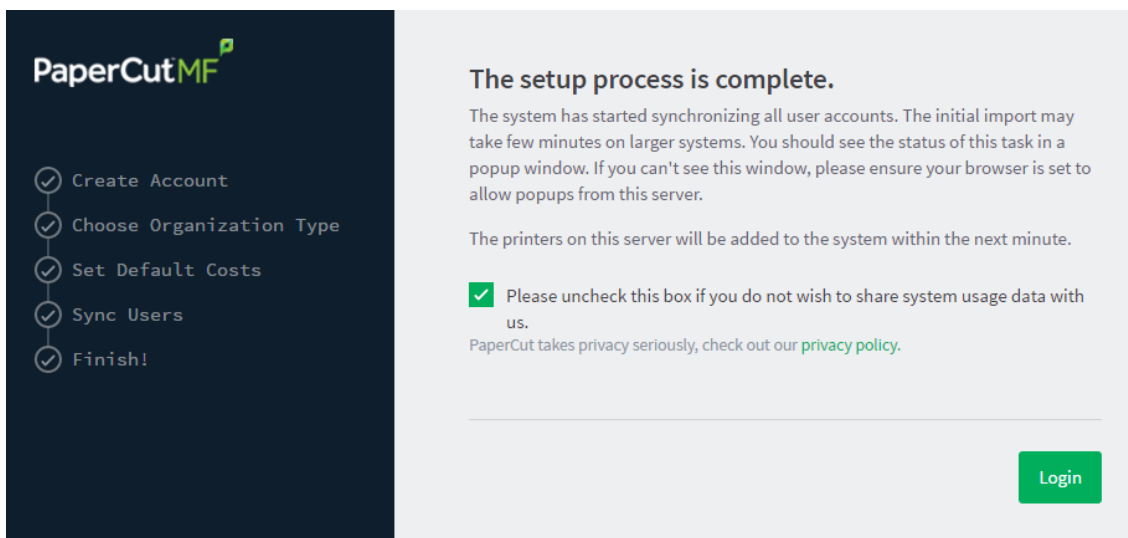 PaperCut MF
Create Account
Choose Organization Type
Set Default Costs
Sync Users
Finish!
The setup process is complete.
The system has started synchronizing all user accounts. The initial import may
take few minutes on larger systems. You should see the status of this task in a
popup window. If you can't see this window, please ensure your browser is set to
allow popups from this server.
The printers on this server will be added to the system within the next minute.
Please uncheck this box if you do not wish to share system usage data with
us.
PaperCut takes privacy seriously, check out our privacy policy.
Login